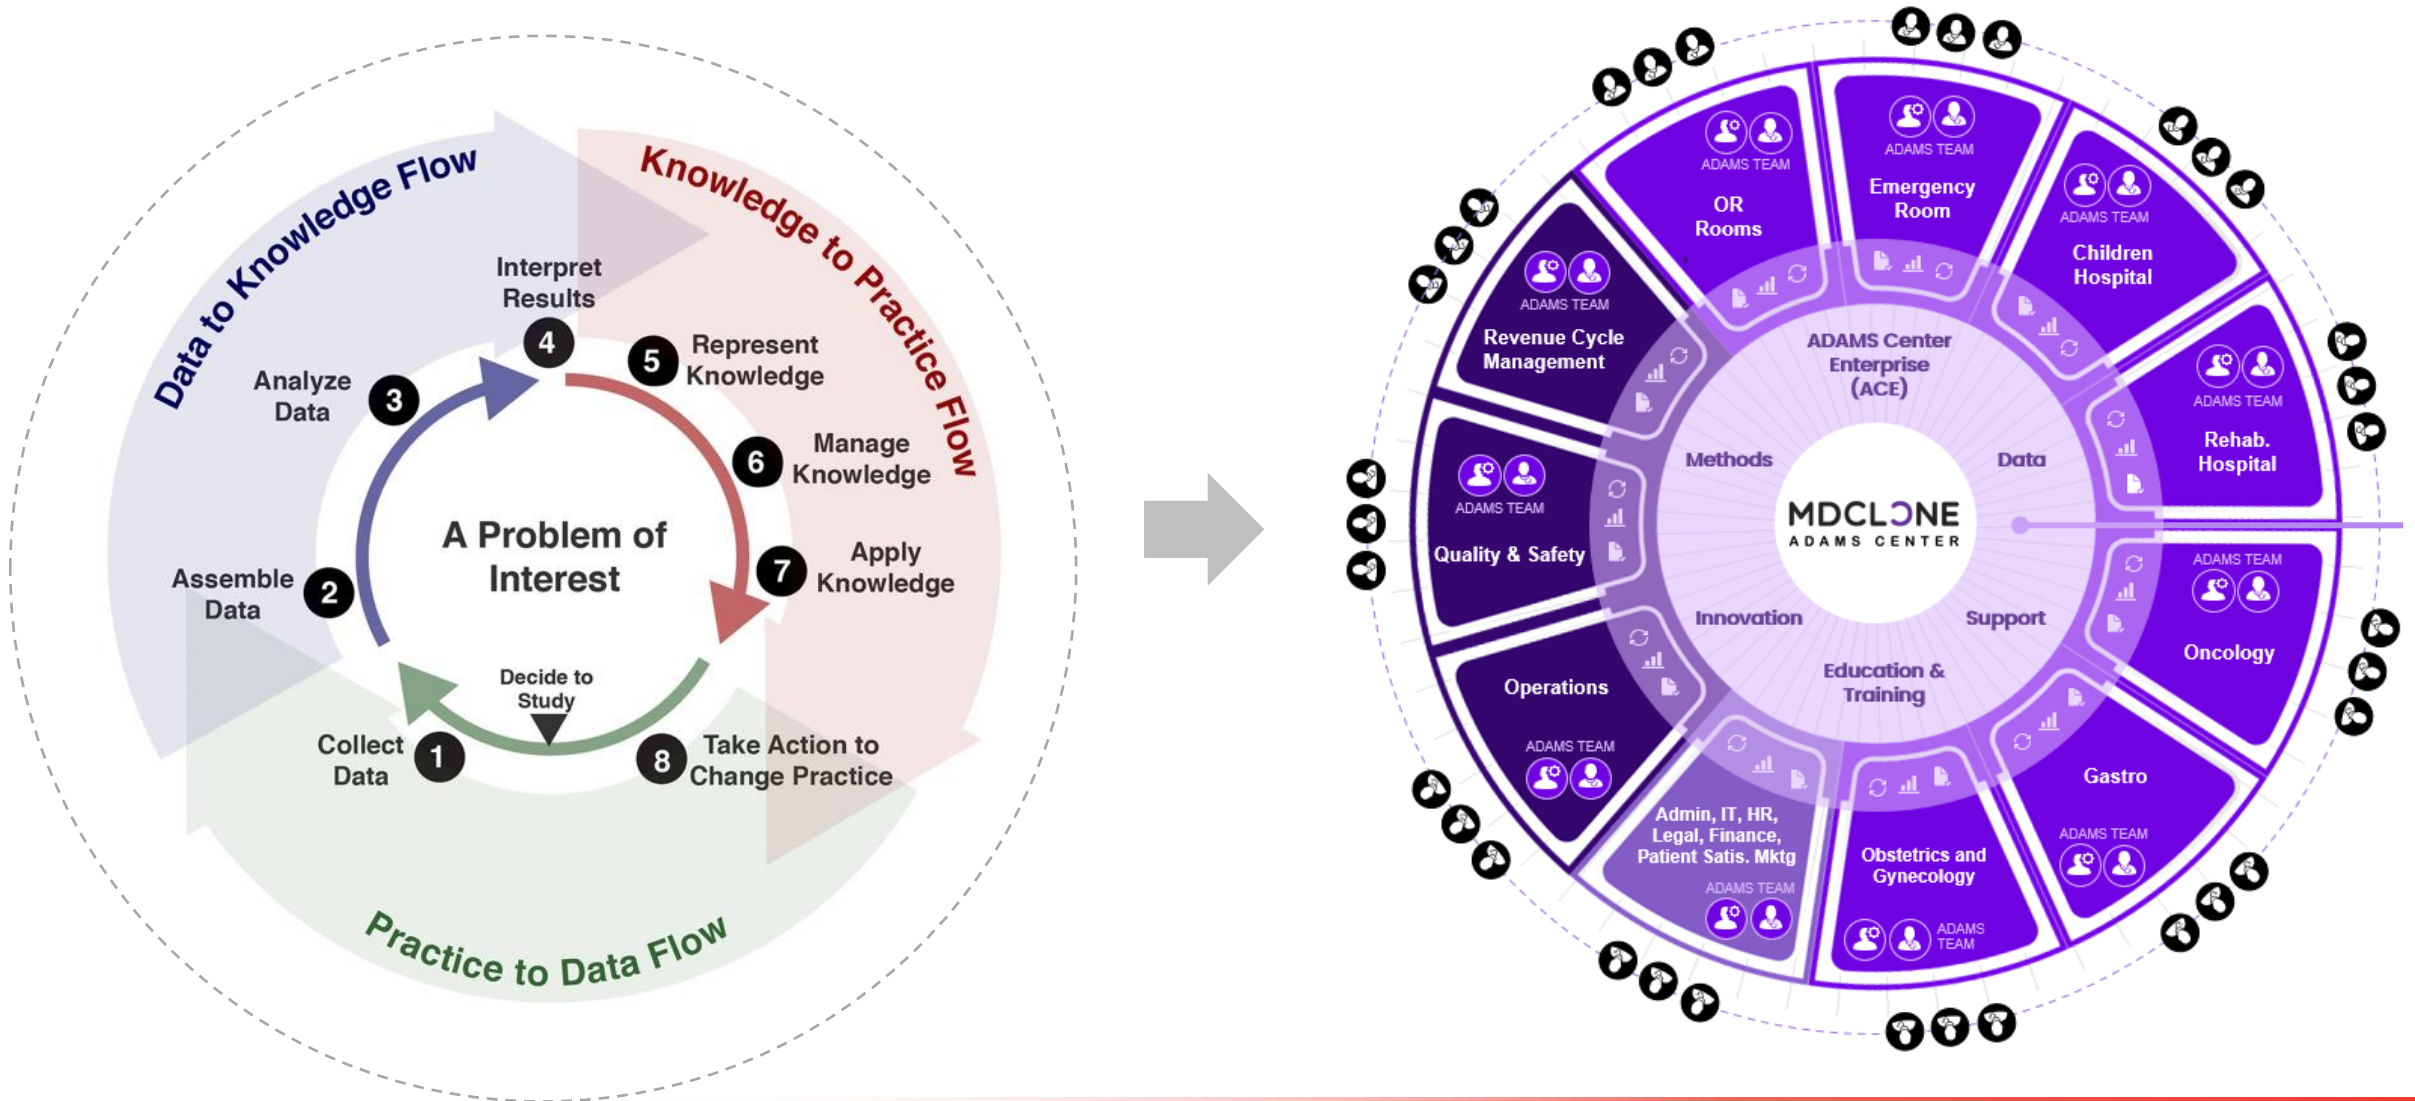 Data to Knowledge Flow
Knowledge to Practice Flow
Practice to Data Flow
A Problem of
Interest
Decide to
Study
1
Collect
Data
2
Assemble
Data
3
Analyze
Data
4
Interpret
Results
5
Represent
Knowledge
6
Manage
Knowledge
7
Apply
Knowledge
8
Take Action to
Change Practice
MDCLONE
ADAMS CENTER
ADAMS Center
Enterprise
(ACE)
Data
Support
Education &
Training
Innovation
Methods
ADAMS TEAM
OR
Rooms
ADAMS TEAM
Emergency
Room
ADAMS TEAM
Children
Hospital
ADAMS TEAM
Rehab.
Hospital
ADAMS TEAM
Oncology
Gastro
ADAMS TEAM
Obstetrics and
Gynecology
ADAMS
TEAM
Admin, IT, HR,
Legal, Finance,
Patient Satis. Mktg
ADAMS TEAM
Operations
ADAMS TEAM
ADAMS TEAM
Quality & Safety
ADAMS TEAM
Revenue Cycle
Management